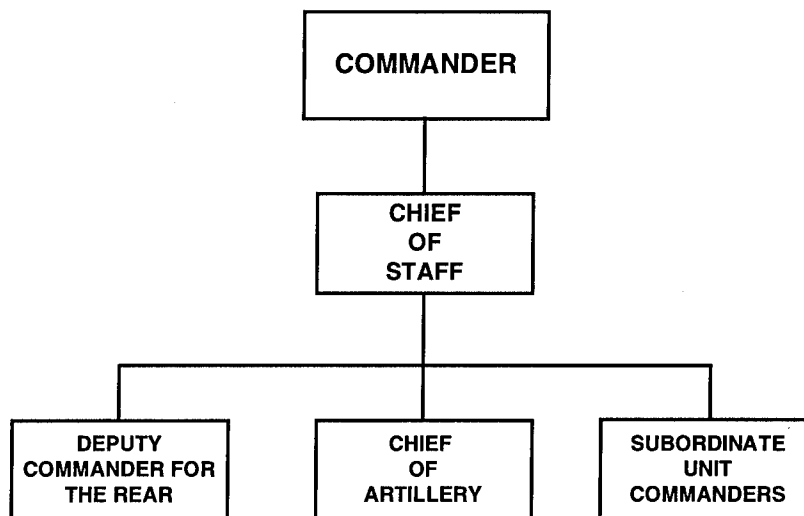 COMMANDER
CHIEF
OF
STAFF
DEPUTY
COMMANDER FOR
THE REAR
CHIEF
OF
ARTILLERY
SUBORDINATE
UNIT
COMMANDERS